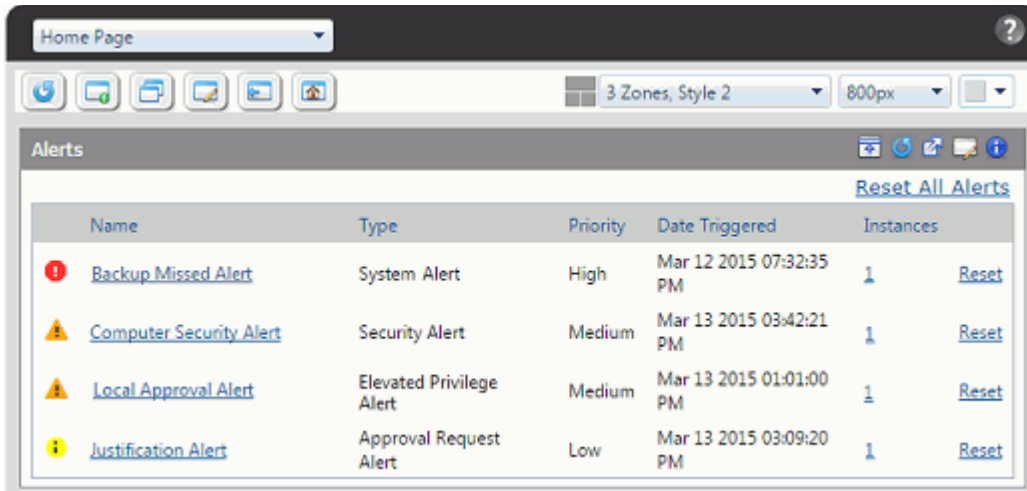 Home Page
?
3 Zones, Style 2
800px
Alerts
Reset All Alerts
Name Type Priority Date Triggered Instances
Backup Missed Alert System Alert High Mar 12 2015 07:32:35 PM 1 Reset
Computer Security Alert Security Alert Medium Mar 13 2015 03:42:21 PM 1 Reset
Local Approval Alert Elevated Privilege Alert Medium Mar 13 2015 01:01:00 PM 1 Reset
Justification Alert Approval Request Alert Low Mar 13 2015 03:09:20 PM 1 Reset